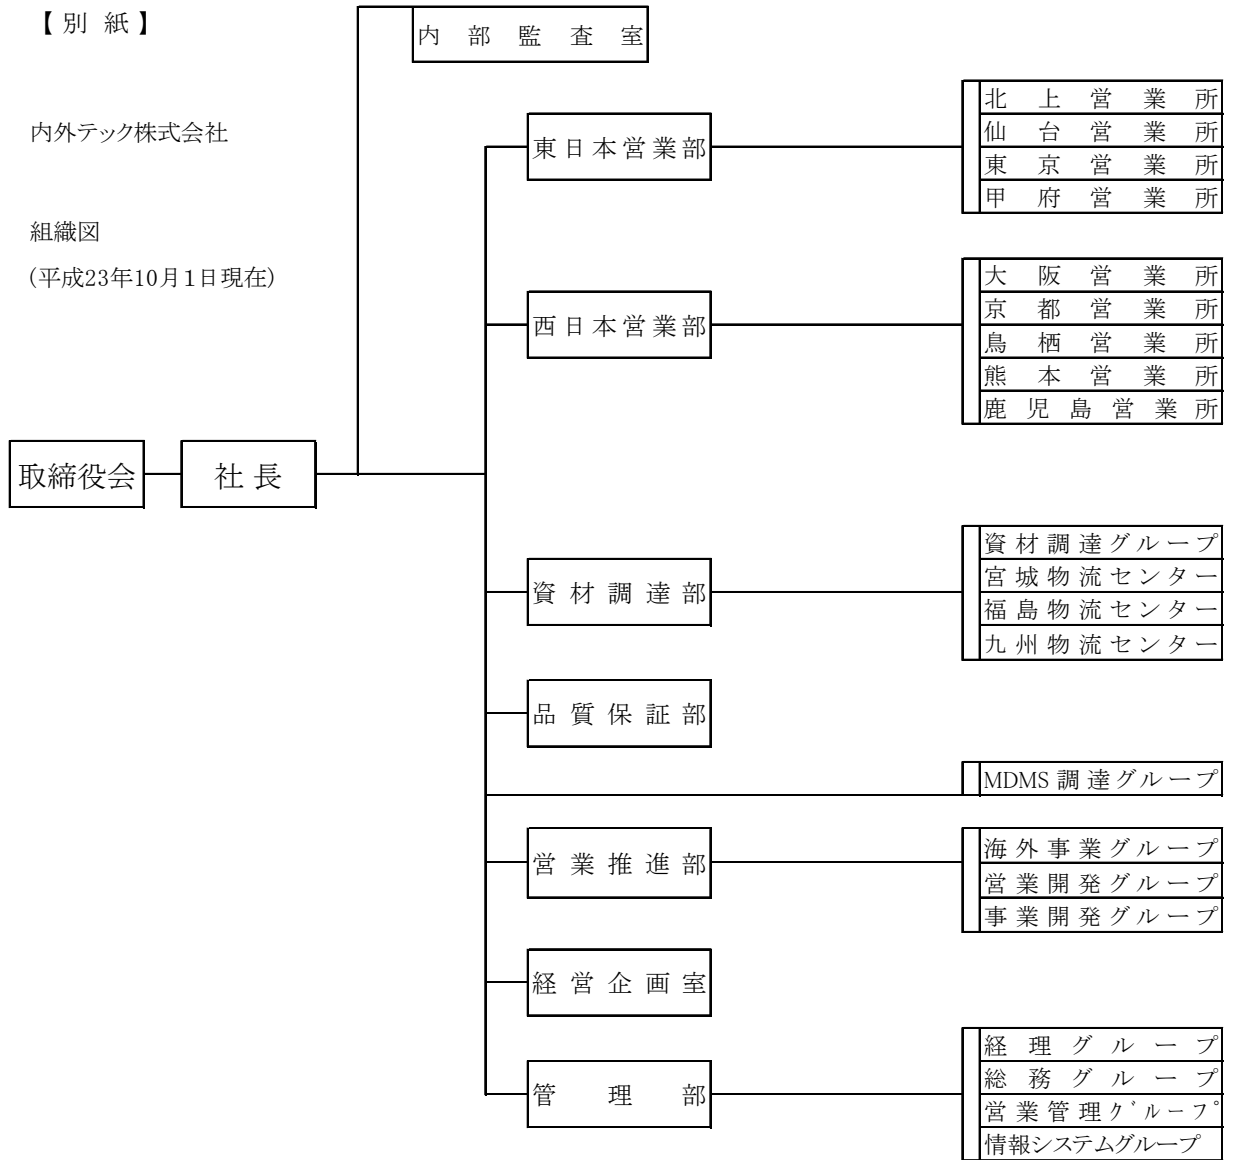 【別紙】
内部監査室
内外テック株式会社
組織図
(平成23年10月1日現在)
取締役会
社長
東日本営業部
北上営業所
仙台営業所
東京営業所
甲府営業所
西日本営業部
大阪営業所
京都営業所
鳥栖営業所
熊本営業所
鹿児島営業所
資材調達部
資材調達グループ
宮城物流センター
福島物流センター
九州物流センター
品質保証部
MDMS調達グループ
営業推進部
海外事業グループ
営業開発グループ
事業開発グループ
経営企画室
管理部
経理グループ
総務グループ
営業管理グループ
情報システムグループ